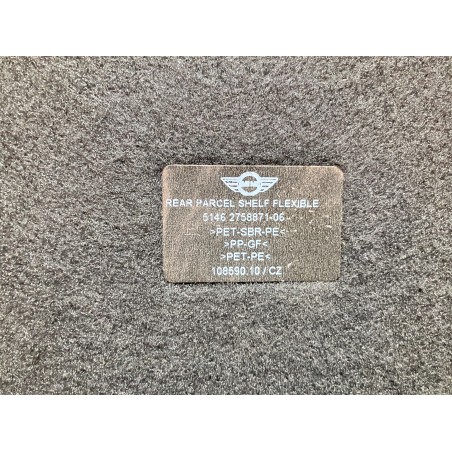 REAR PARCEL SHELF FLEXIBLE
5146 2758871-06
>PET-SBR-PE<
>PP-GF<
>PET-PE<
108590.10 / CZ